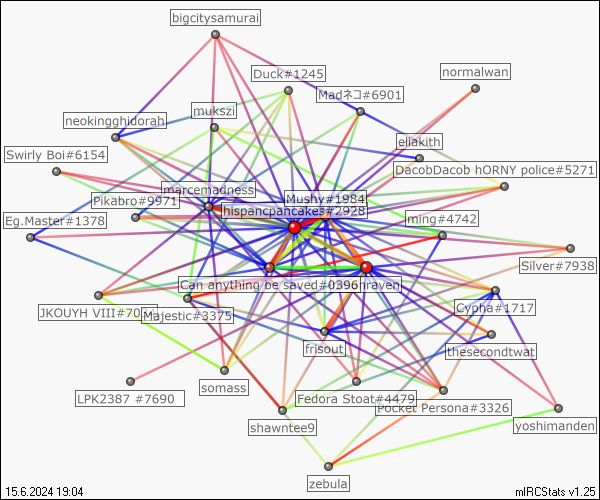 bigcitysamurai
normalwan
Duck#1245
Madネコ#6901
mukszi
neokingghidorah
eliakith
Swirly Boi#6154
DacobDacob hORNY police#5271
marcemadness
Mushy#1984
Pikabro#9971
hispancpancakes#2928
ming#4742
Eg.Master#1378
Silver#7938
Can anything be saved#0396
nraven
JKOUYH VIII#70
Cypha#1717
Majestic#3375
frisout
thesecondtwat
somass
LPK2387 #7690
Fedora Stoat#4479
Pocket Persona#3326
shawntee9
yoshimanden
zebula
15.6.2024 19:04
mIRCStats v1.25